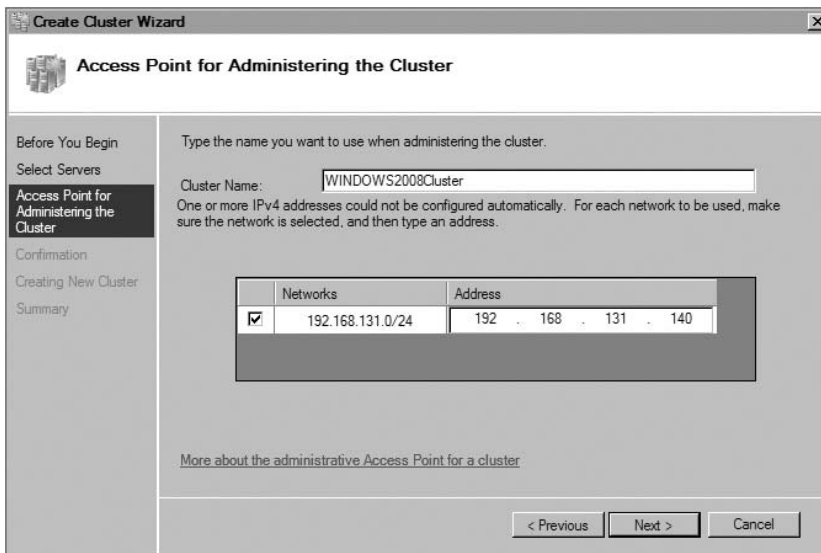 Create Cluster Wizard
Access Point for Administering the Cluster
Before You Begin
Select Servers
Access Point for
Administering the
Cluster
Confirmation
Creating New Cluster
Summary
Type the name you want to use when administering the cluster.
Cluster Name: WINDOWS2008Cluster
One or more IPv4 addresses could not be configured automatically. For each network to be used, make
sure the network is selected, and then type an address.
Networks Address
192.168.131.0/24 192 . 168 . 131 . 140
More about the administrative Access Point for a cluster
< Previous Next > Cancel